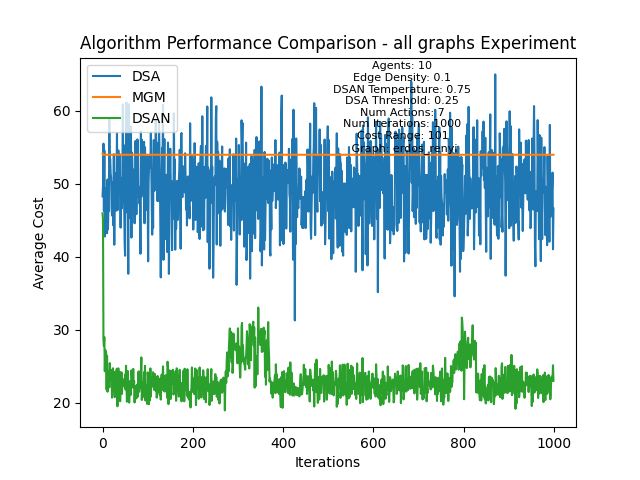 Algorithm Performance Comparison - all graphs Experiment
DSA
MGM
DSAN
Agents: 10
Edge Density: 0.1
DSAN Temperature: 0.75
DSA Threshold: 0.25
Num Actions: 7
Num Iterations: 1000
Cost Range: 101
Graph: erdos_renyi
Average Cost
60
50
40
30
20
0
200
400
600
800
1000
Iterations